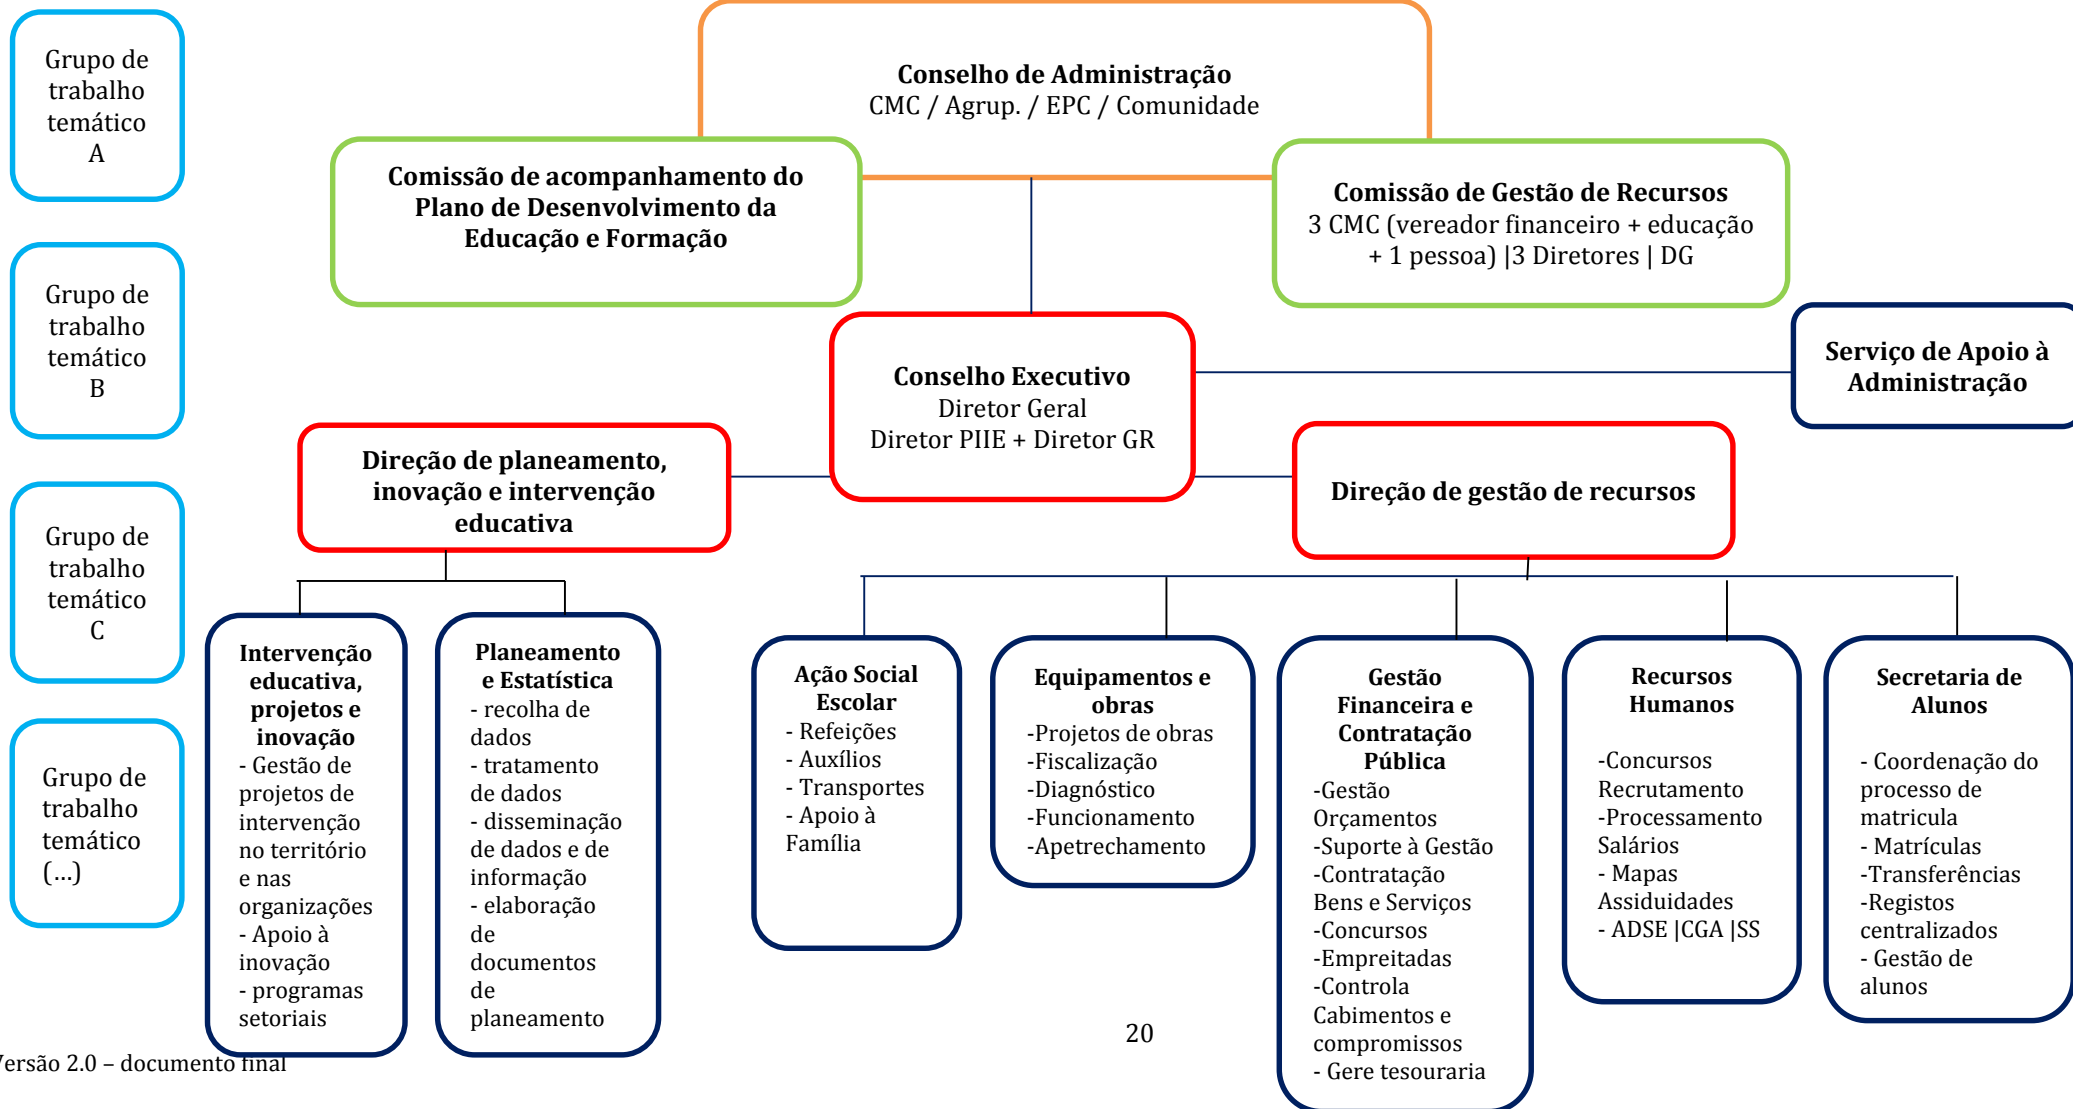 Grupo de
trabalho
temático
A
Grupo de
trabalho
temático
B
Grupo de
trabalho
temático
C
Grupo de
trabalho
temático
(...)
Conselho de Administração
CMC / Agrup. / EPC / Comunidade
Comissão de acompanhamento do
Plano de Desenvolvimento da
Educação e Formação
Comissão de Gestão de Recursos
3 CMC (vereador financeiro + educação
+ 1 pessoa) |3 Diretores | DG
Conselho Executivo
Diretor Geral
Diretor PIIE + Diretor GR
Serviço de Apoio à
Administração
Direção de planeamento,
inovação e intervenção
educativa
Direção de gestão de recursos
Intervenção
educativa,
projetos e
inovação
- Gestão de
projetos de
intervenção
no território
e nas
organizações
- Apoio à
inovação
- programas
setoriais
Planeamento
e Estatística
- recolha de
dados
- tratamento
de dados
- disseminação
de dados e de
informação
- elaboração
de
documentos
de
planeamento
Ação Social
Escolar
- Refeições
- Auxílios
- Transportes
- Apoio à
Família
Equipamentos e
obras
-Projetos de obras
-Fiscalização
-Diagnóstico
-Funcionamento
-Apetrechamento
Gestão
Financeira e
Contratação
Pública
-Gestão
Orçamentos
-Suporte à Gestão
-Contratação
Bens e Serviços
-Concursos
-Empreitadas
-Controla
Cabimentos e
compromissos
- Gere tesouraria
Recursos
Humanos
-Concursos
Recrutamento
-Processamento
Salários
- Mapas
Assiduidades
- ADSE |CGA |SS
Secretaria de
Alunos
- Coordenação do
processo de
matricula
- Matrículas
-Transferências
-Registos
centralizados
- Gestão de
alunos
20
Versão 2.0 – documento final